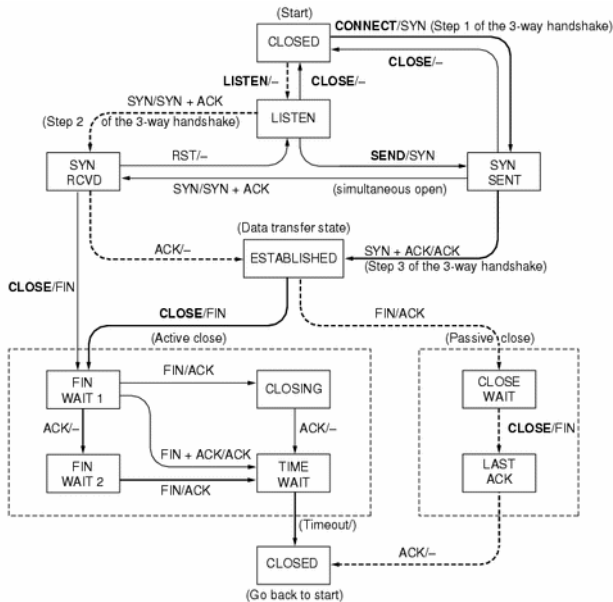 (Start)
CLOSED
CONNECT/SYN (Step 1 of the 3-way handshake)
CLOSE/–
LISTEN/–
CLOSE/–
SYN/SYN + ACK
(Step 2 of the 3-way handshake)
LISTEN
SYN
RCVD
RST/–
SEND/SYN
SYN
SENT
SYN/SYN + ACK
(simultaneous open)
(Data transfer state)
ACK/–
ESTABLISHED
SYN + ACK/ACK
(Step 3 of the 3-way handshake)
CLOSE/FIN
CLOSE/FIN
FIN/ACK
(Active close)
(Passive close)
FIN
WAIT 1
FIN/ACK
CLOSING
CLOSE
WAIT
ACK/–
ACK/–
CLOSE/FIN
FIN + ACK/ACK
FIN
WAIT 2
FIN/ACK
TIME
WAIT
LAST
ACK
(Timeout/)
CLOSED
ACK/–
(Go back to start)